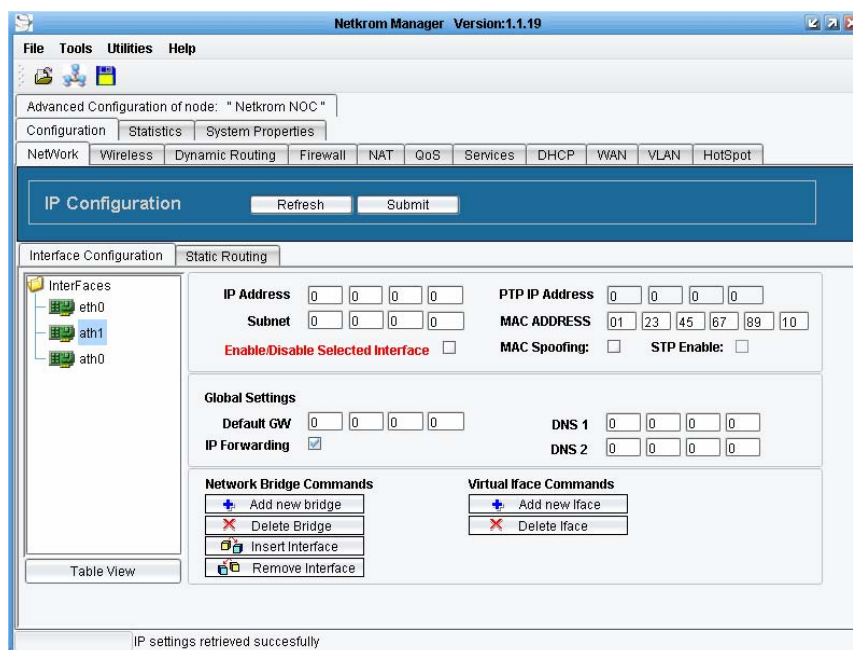 Netkrom Manager Version:1.1.19
File Tools Utilities Help
Advanced Configuration of node: " Netkrom NOC "
Configuration Statistics System Properties
NetWork Wireless Dynamic Routing Firewall NAT QoS Services DHCP WAN VLAN HotSpot
IP Configuration Refresh Submit
Interface Configuration Static Routing
InterFaces
eth0
ath1
ath0
Table View
IP Address 0 0 0 0 PTP IP Address 0 0 0 0
Subnet 0 0 0 0 MAC ADDRESS 01 23 45 67 89 10
Enable/Disable Selected Interface MAC Spoofing: STP Enable:
Global Settings
Default GW 0 0 0 0 DNS 1 0 0 0 0
IP Forwarding DNS 2 0 0 0 0
Network Bridge Commands Virtual Iface Commands
Add new bridge Add new Iface
Delete Bridge Delete Iface
Insert Interface
Remove Interface
IP settings retrieved succesfully